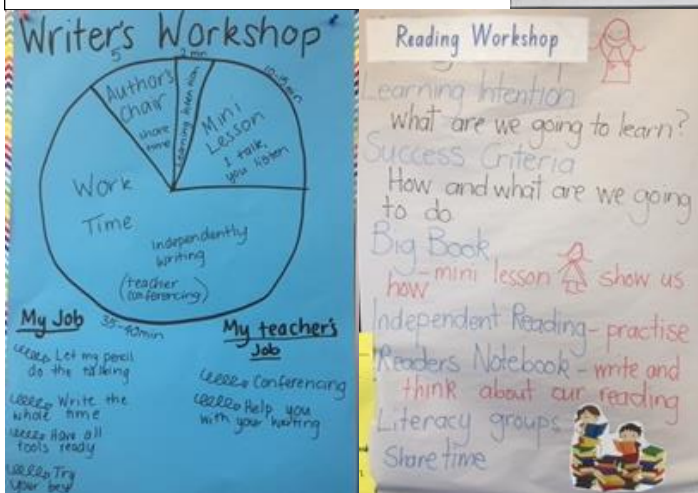 Writer's Workshop
5
2 min
10-15 min
Author's
Chair
share
time
Learning Intention
Mini
Lesson
I talk,
you listen
Work
Time
Independently
writing
(teacher
conferencing)
35-40min
My Job
Let my pencil
do the talking
Write the
whole time
Have all
tools ready
Try
your best
My teacher's
Job
Conferencing
Help you
with your writing
Reading Workshop
Learning Intention
What are we going to learn?
Success Criteria
How and what are we going
to do
Big Book
how - mini lesson show us
Independent Reading - practise
Readers Notebook - write and
think about our reading
Literacy groups
Share time